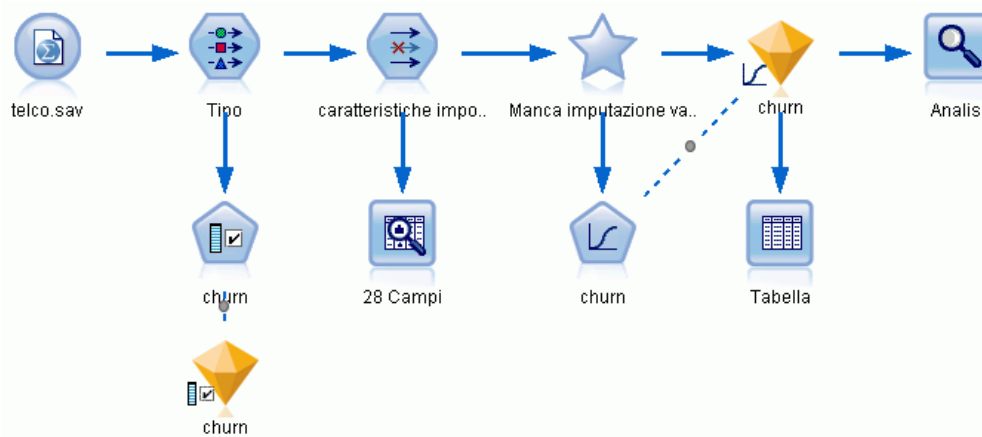 telco.sav
Tipo
caratteristiche impo..
Manca imputazione va..
churn
Analis
churn
28 Campi
churn
Tabella
churn